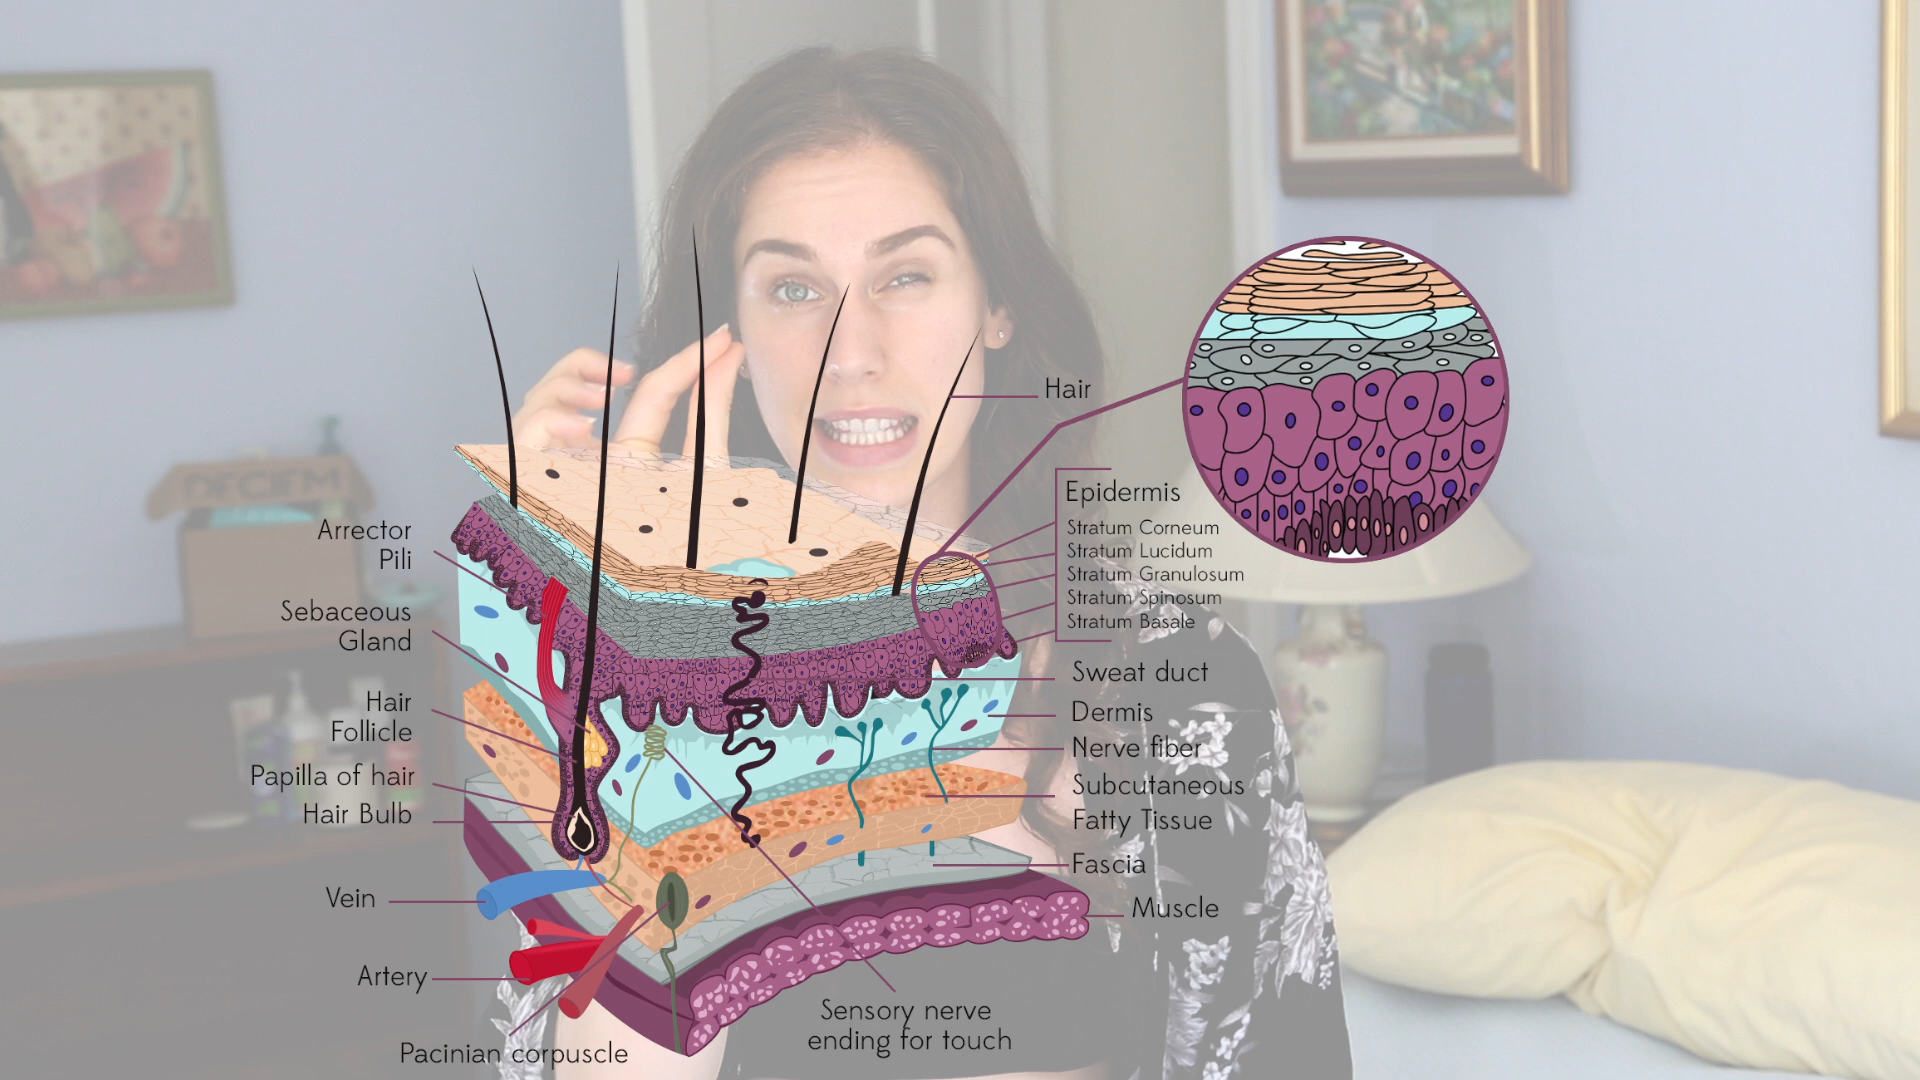 DECIEM
Hair
Epidermis
Stratum Corneum
Stratum Lucidum
Stratum Granulosum
Stratum Spinosum
Stratum Basale
Sweat duct
Dermis
Nerve fiber
Subcutaneous
Fatty Tissue
Fascia
Muscle
Arrector
Pili
Sebaceous
Gland
Hair
Follicle
Papilla of hair
Hair Bulb
Vein
Artery
Pacinian corpuscle
Sensory nerve
ending for touch